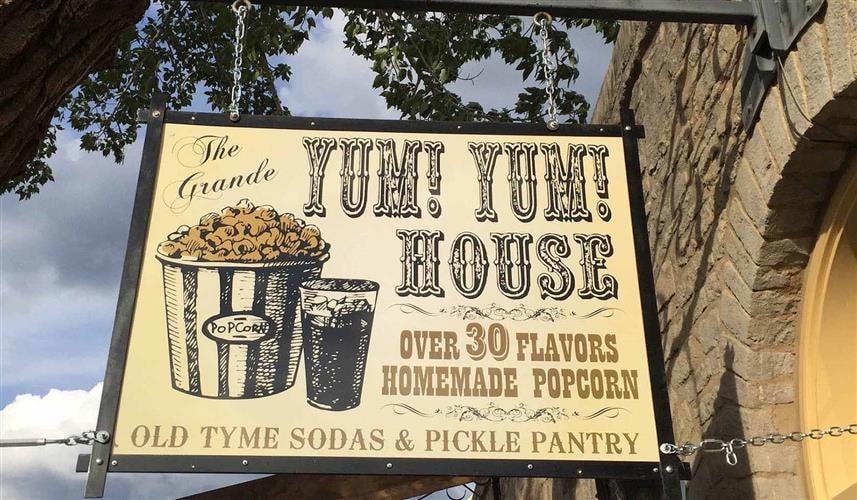 The
Grande
YUM! YUM!
HOUSE
POPCORN
OVER 30 FLAVORS
HOMEMADE POPCORN
OLD TYME SODAS & PICKLE PANTRY